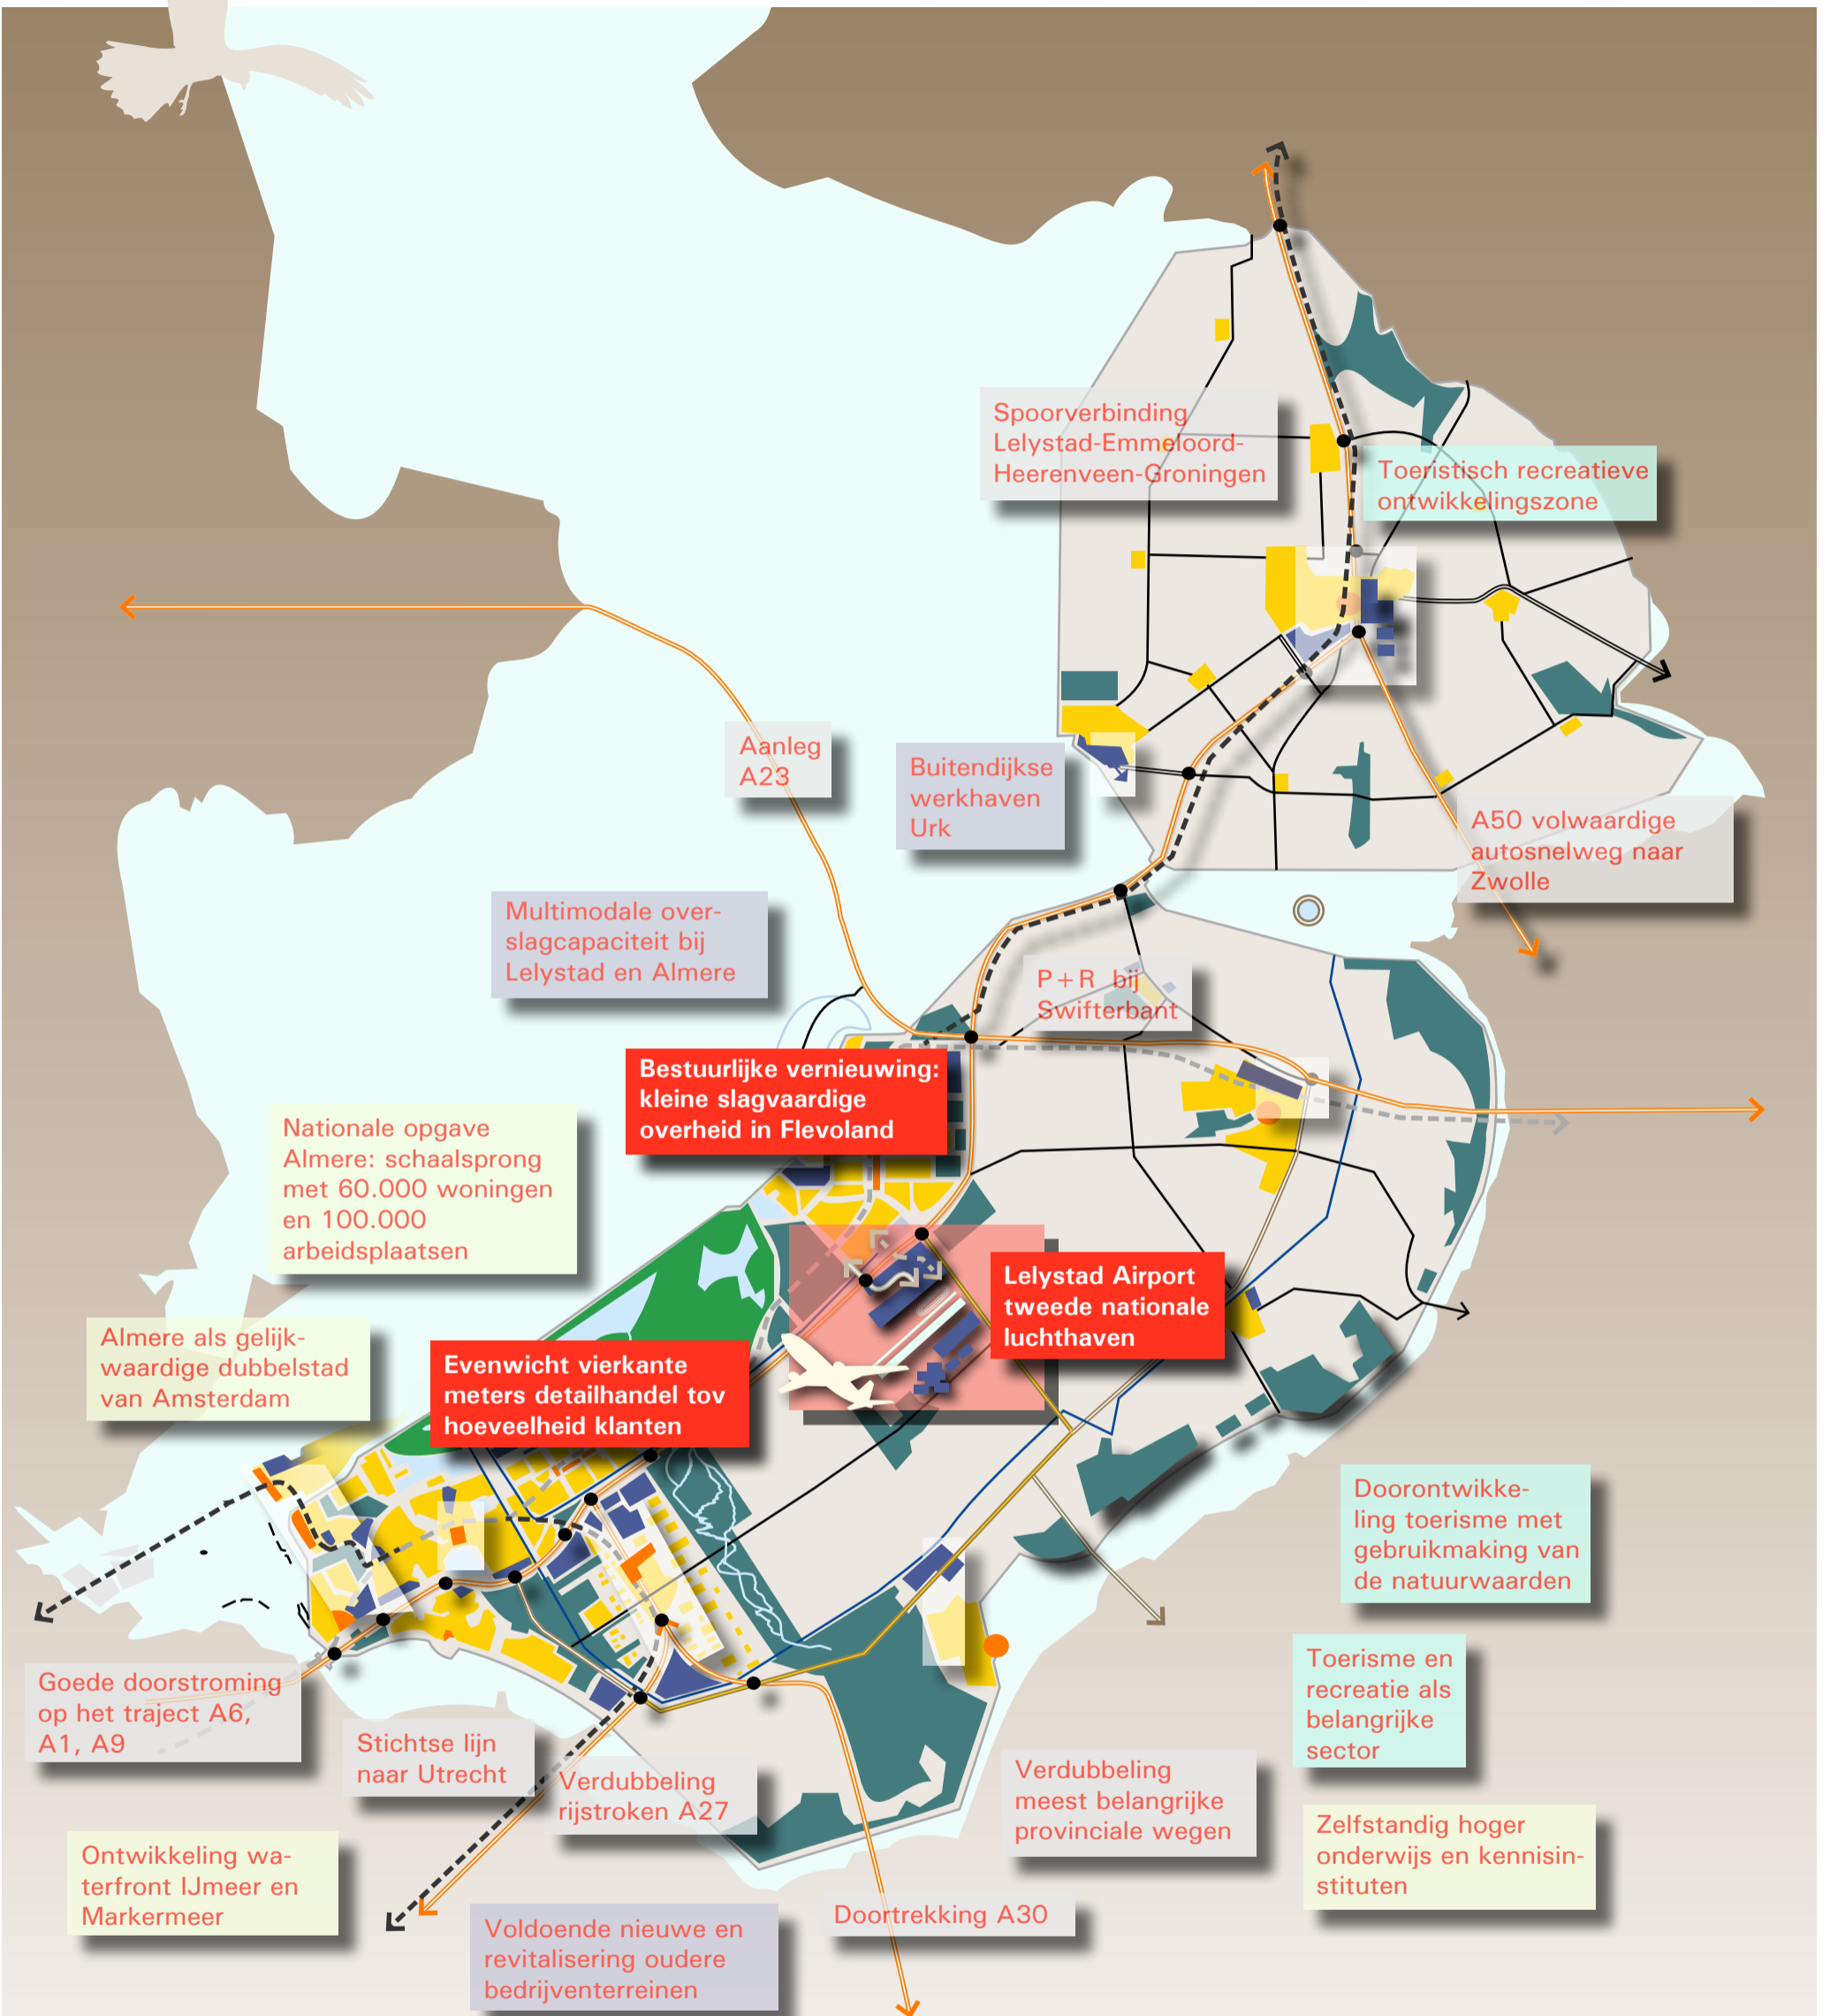 Spoorverbinding
Lelystad-Emmeloord-
Heerenveen-Groningen
Toeristisch recreatieve
ontwikkelingszone
Aanleg
A23
Buitendijkse
werkhaven
Urk
A50 volwaardige
autosnelweg naar
Zwolle
Multimodale over-
slagcapaciteit bij
Lelystad en Almere
P+R bij
Swifterbant
Bestuurlijke vernieuwing:
kleine slagvaardige
overheid in Flevoland
Nationale opgave
Almere: schaalsprong
met 60.000 woningen
en 100.000
arbeidsplaatsen
Lelystad Airport
tweede nationale
luchthaven
Almere als gelijk-
waardige dubbelstad
van Amsterdam
Evenwicht vierkante
meters detailhandel tov
hoeveelheid klanten
Doorontwikke-
ling toerisme met
gebruikmaking van
de natuurwaarden
Goede doorstroming
op het traject A6,
A1, A9
Stichtse lijn
naar Utrecht
Verdubbeling
rijstroken A27
Verdubbeling
meest belangrijke
provinciale wegen
Toerisme en
recreatie als
belangrijke
sector
Zelfstandig hoger
onderwijs en kennisin-
stituten
Ontwikkeling wa-
terfront IJmeer en
Markermeer
Voldoende nieuwe en
revitalisering oudere
bedrijventerreinen
Doortrekking A30